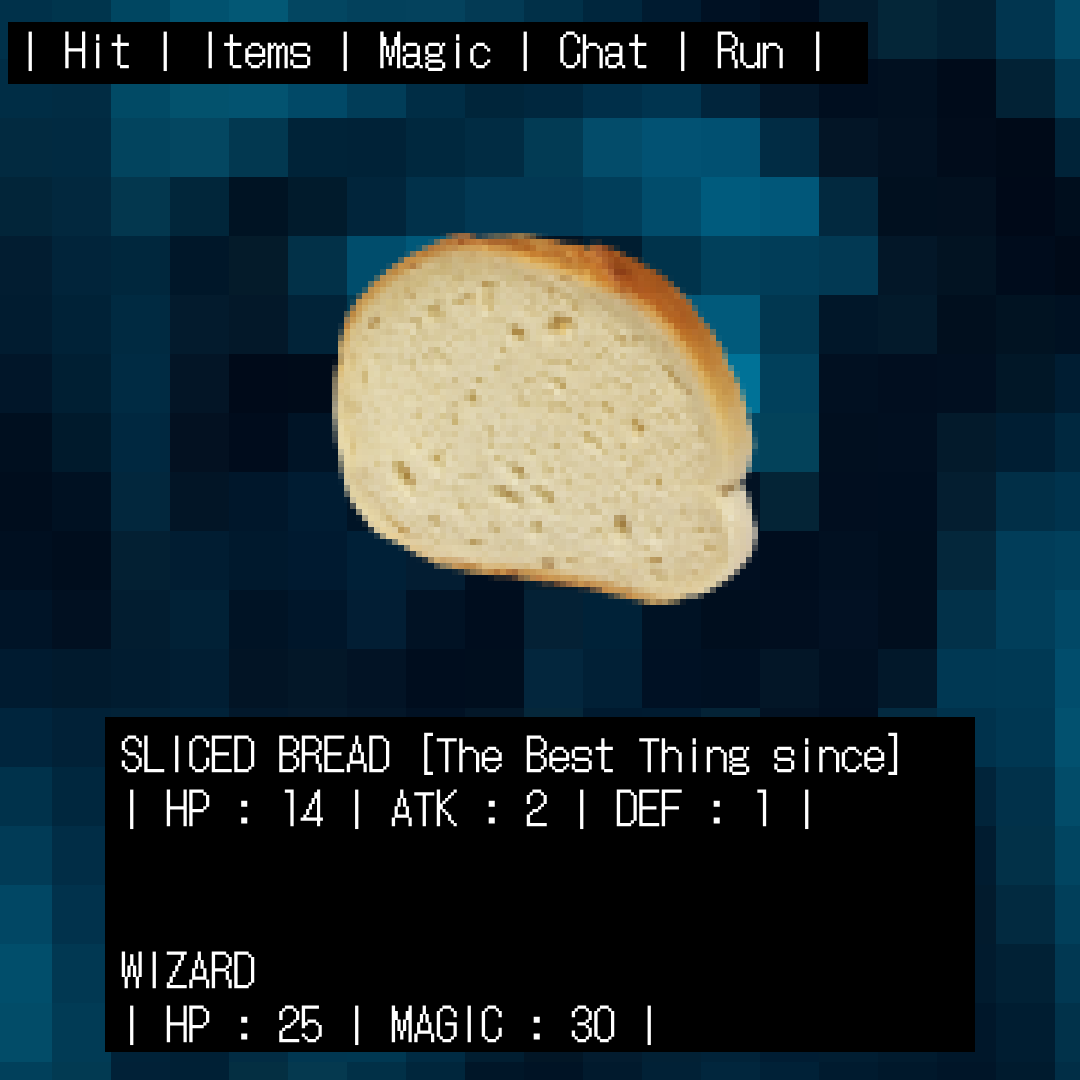 | Hit | Items | Magic | Chat | Run |
SLICED BREAD [The Best Thing since]
| HP : 14 | ATK : 2 | DEF : 1 |
WIZARD
| HP : 25 | MAGIC : 30 |